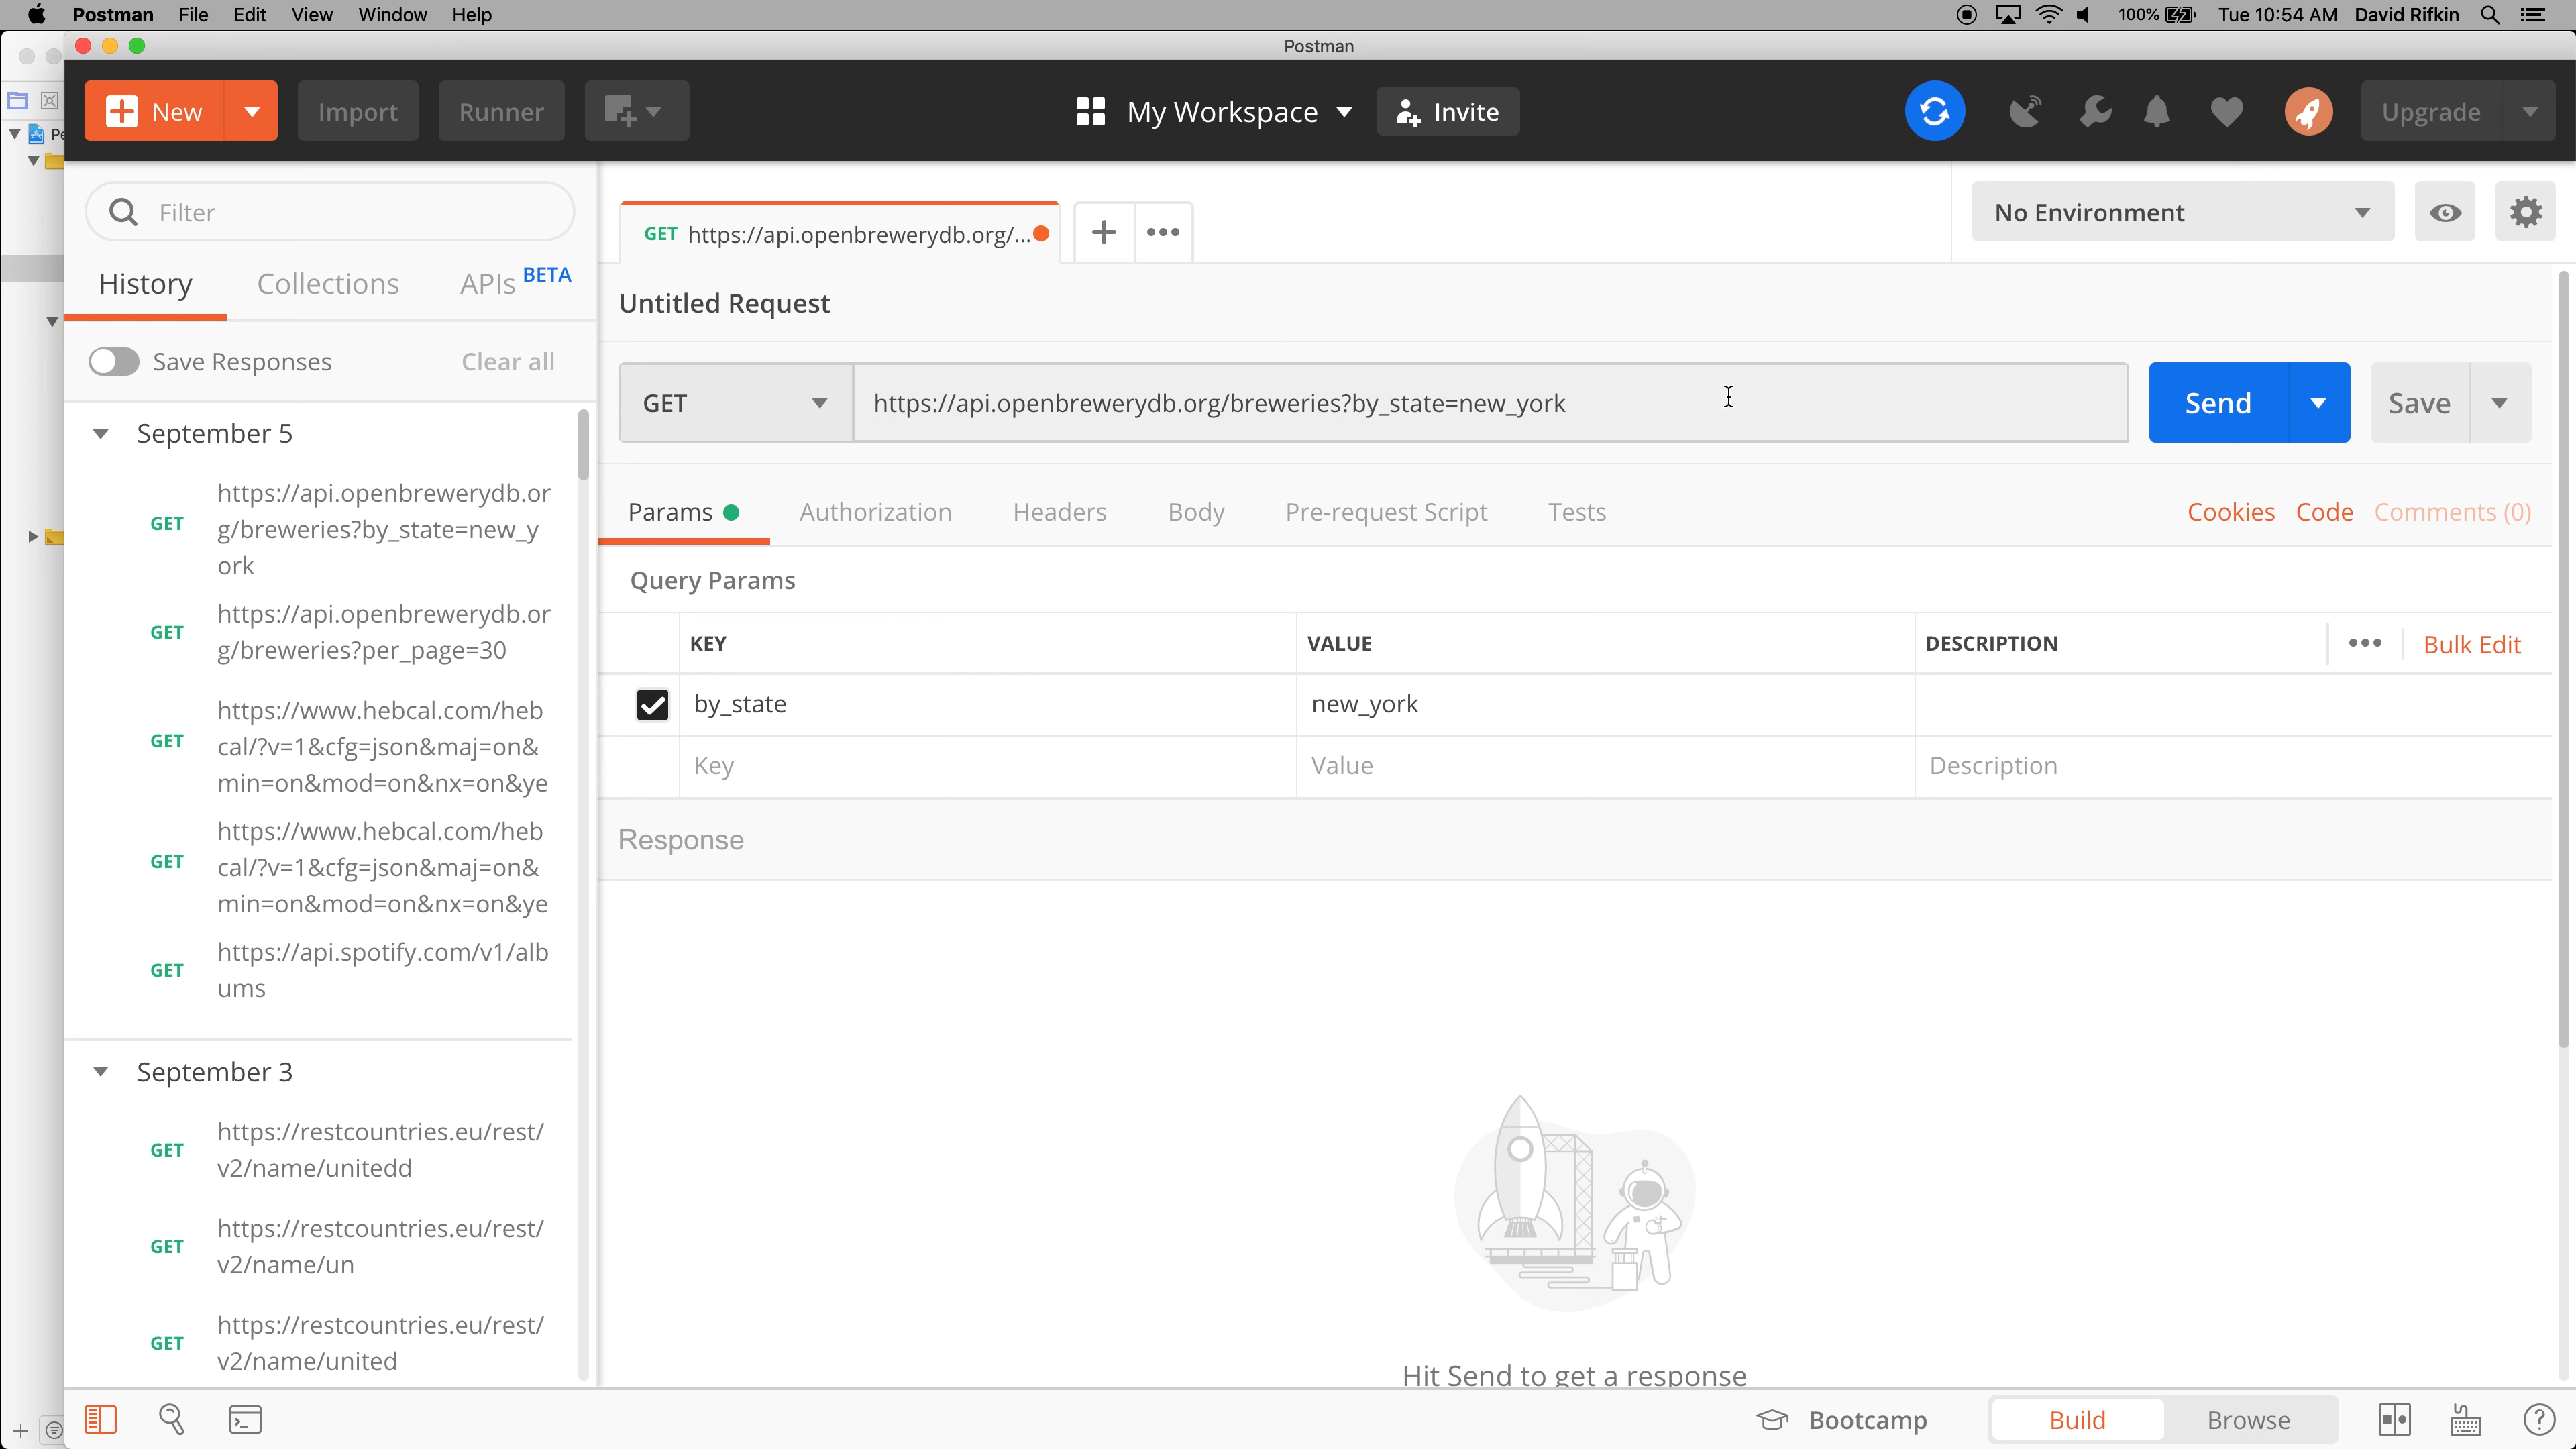 Postman File Edit View Window Help
100% Tue 10:54 AM David Rifkin
Postman
New Import Runner
My Workspace Invite
Upgrade
Filter
History Collections APIs BETA
Save Responses Clear all
September 5
GET https://api.openbrewerydb.or
g/breweries?by_state=new_y
ork
GET https://api.openbrewerydb.or
g/breweries?per_page=30
GET https://www.hebcal.com/heb
cal/?v=1&cfg=json&maj=on&
min=on&mod=on&nx=on&ye
GET https://www.hebcal.com/heb
cal/?v=1&cfg=json&maj=on&
min=on&mod=on&nx=on&ye
GET https://api.spotify.com/v1/alb
ums
September 3
GET https://restcountries.eu/rest/
v2/name/unitedd
GET https://restcountries.eu/rest/
v2/name/un
GET https://restcountries.eu/rest/
v2/name/united
GET https://api.openbrewerydb.org/...
No Environment
Untitled Request
GET https://api.openbrewerydb.org/breweries?by_state=new_york Send Save
Params Authorization Headers Body Pre-request Script Tests Cookies Code Comments (0)
Query Params
KEY VALUE DESCRIPTION Bulk Edit
by_state new_york
Key Value Description
Response
Hit Send to get a response
Bootcamp Build Browse